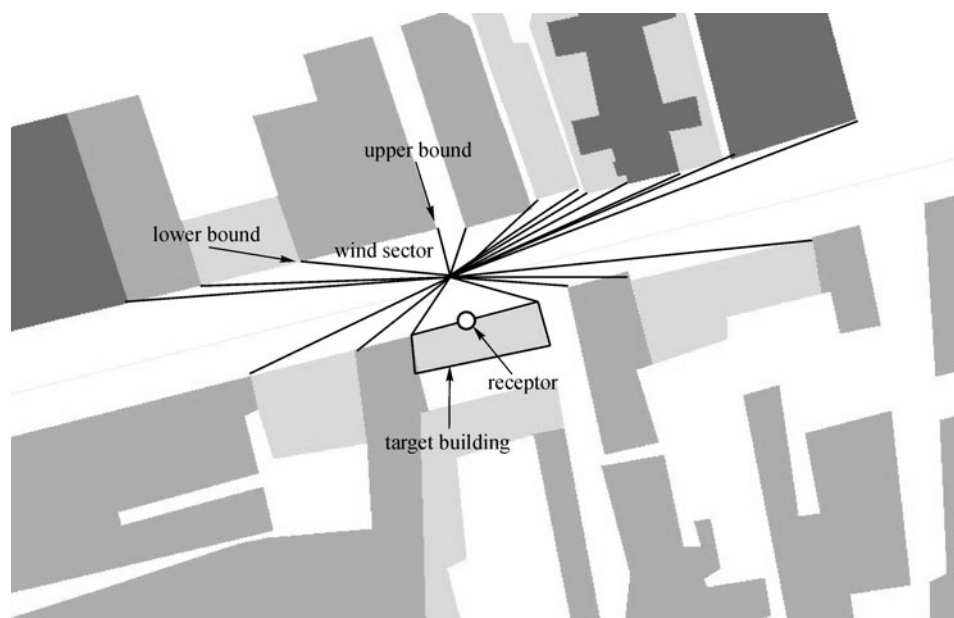 upper bound
lower bound
wind sector
receptor
target building